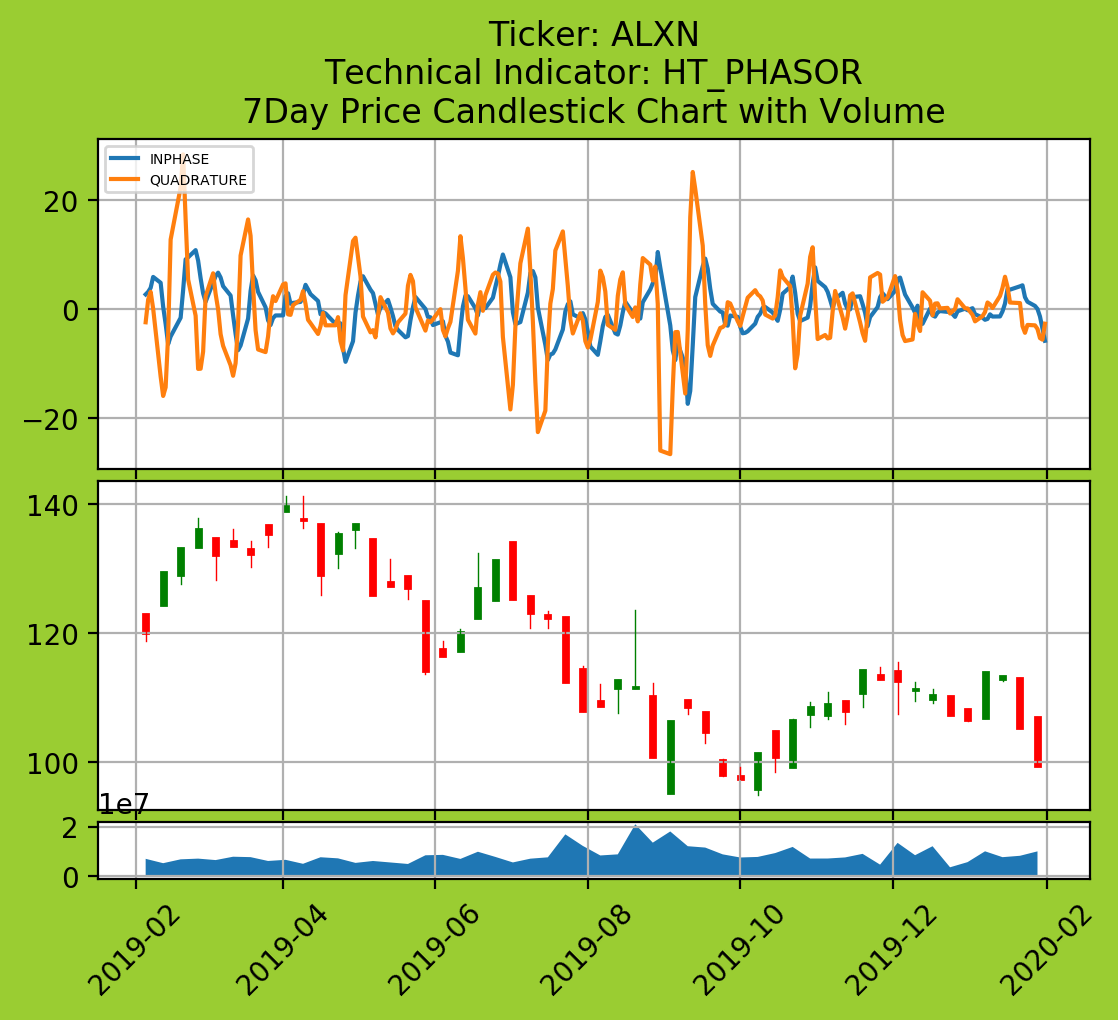 Ticker: ALXN
Technical Indicator: HT_PHASOR
7Day Price Candlestick Chart with Volume
INPHASE
QUADRATURE
20
0
−20
140
120
100
1e7
2
0
2019-02
2019-04
2019-06
2019-08
2019-10
2019-12
2020-02